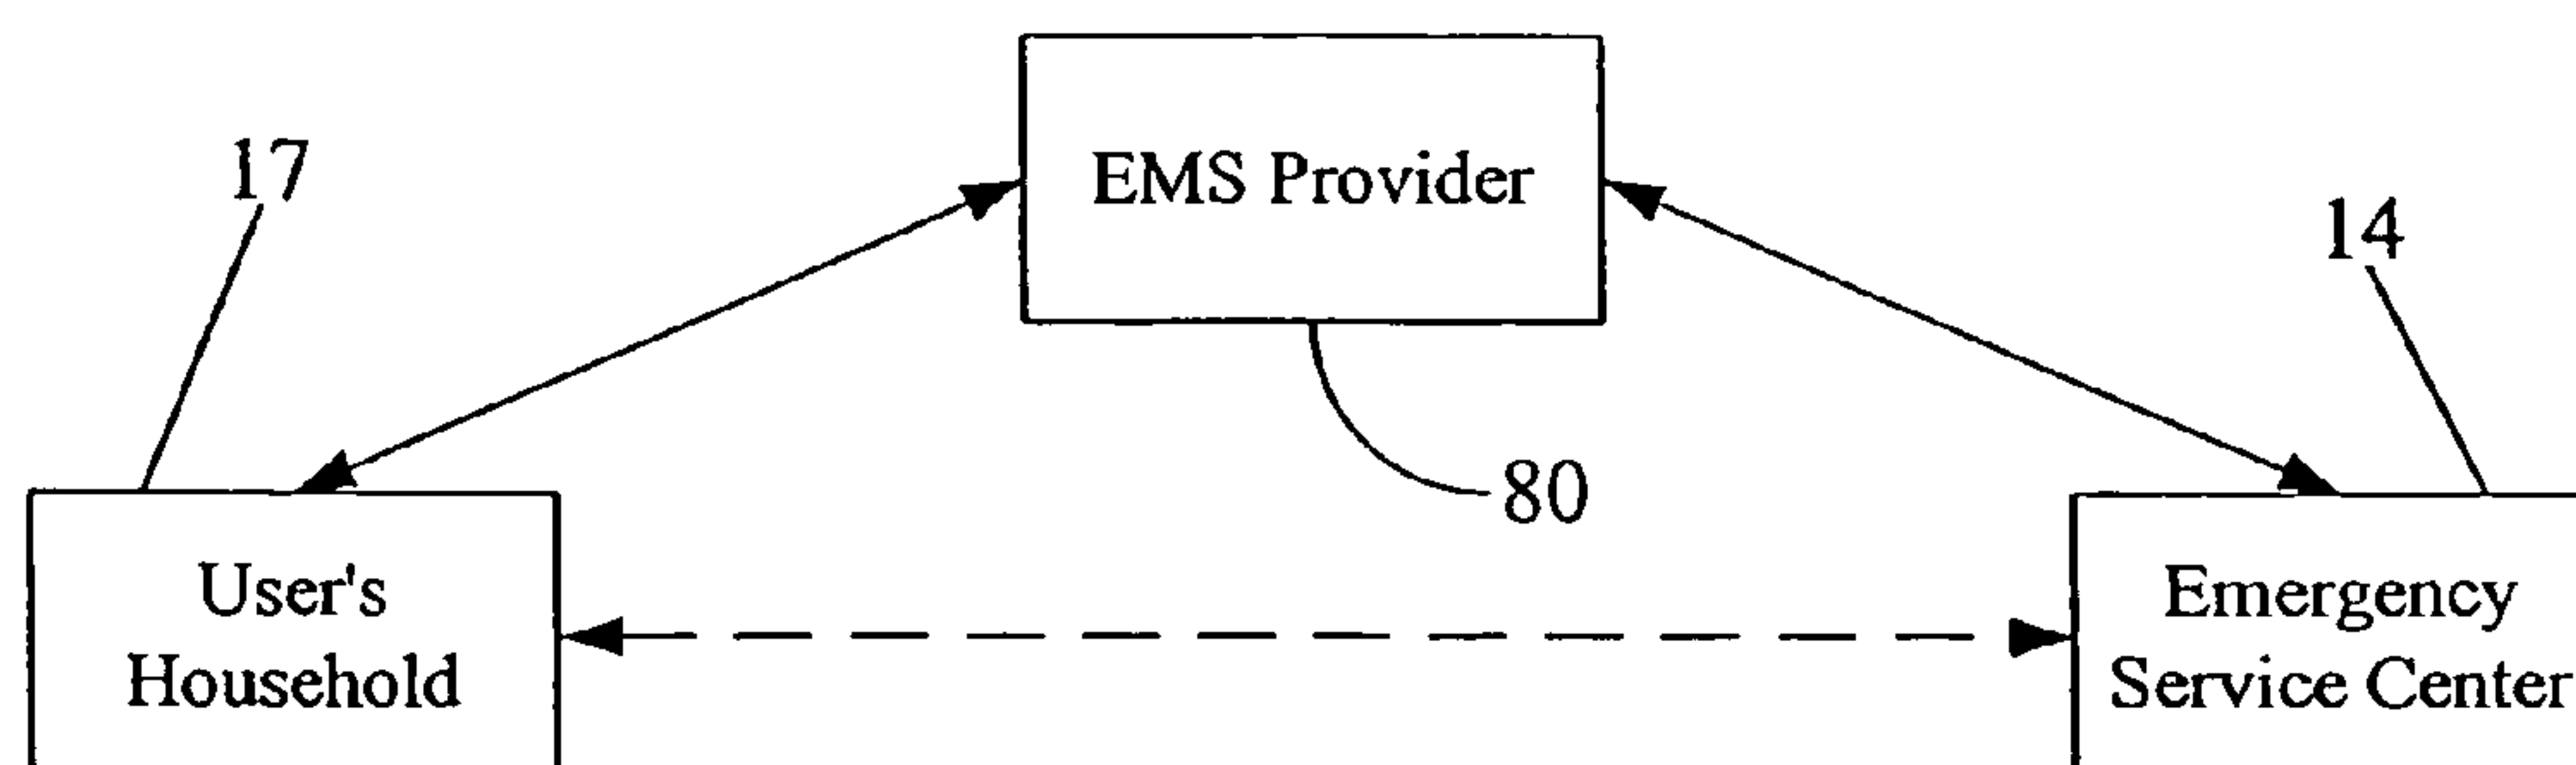 EMS Provider
17
14
80
User's
Household
Emergency
Service Center